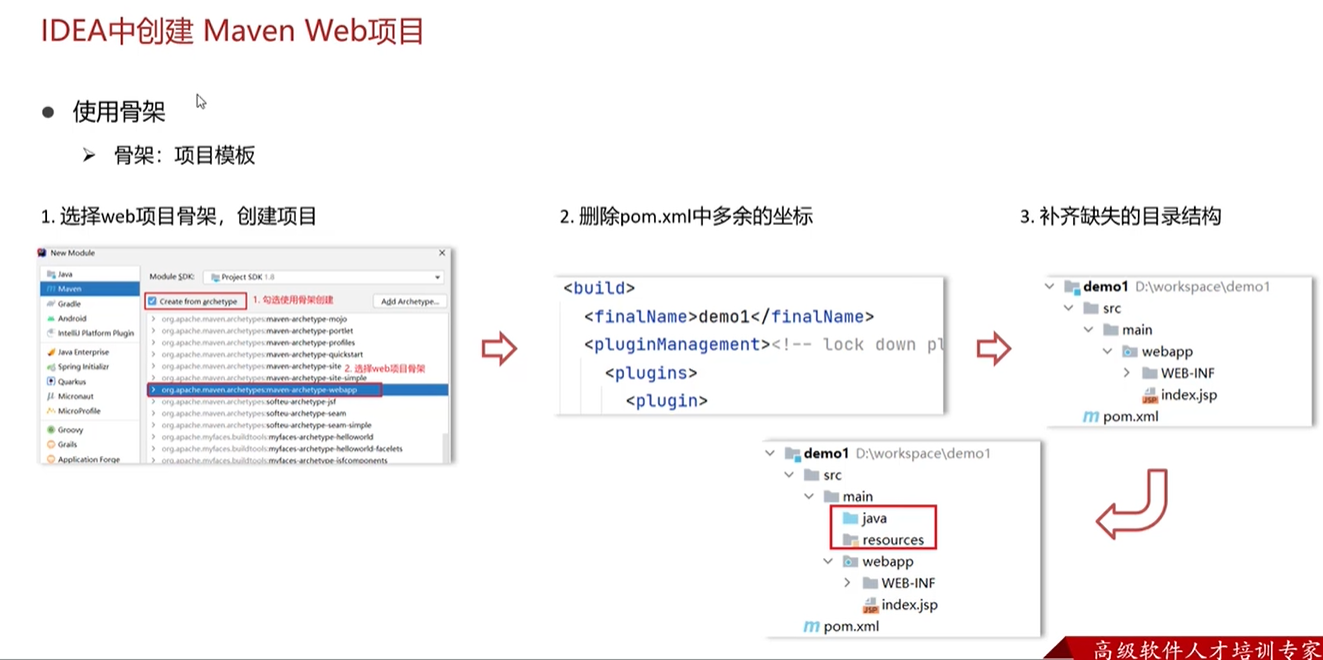 IDEA中创建 Maven Web项目
使用骨架
骨架：项目模板
1. 选择web项目骨架，创建项目
New Module
Java
Maven
Gradle
Android
IntelliJ Platform Plugin
Java Enterprise
Spring Initializr
Quarkus
Micronaut
MicroProfile
Groovy
Grails
Application Forge
Module SDK:
Project SDK 1.8
Create from archetype
1. 勾选使用骨架创建
Add Archetype...
org.apache.maven.archetypes:maven-archetype-mojo
org.apache.maven.archetypes:maven-archetype-portlet
org.apache.maven.archetypes:maven-archetype-profiles
org.apache.maven.archetypes:maven-archetype-quickstart
org.apache.maven.archetypes:maven-archetype-site
2. 选择web项目骨架
org.apache.maven.archetypes:maven-archetype-site-simple
org.apache.maven.archetypes:maven-archetype-webapp
org.apache.maven.archetypes:softeu-archetype-jsf
org.apache.maven.archetypes:softeu-archetype-seam
org.apache.maven.archetypes:softeu-archetype-seam-simple
org.apache.myfaces.buildtools:myfaces-archetype-helloworld
org.apache.myfaces.buildtools:myfaces-archetype-helloworld-facelets
org.apache.myfaces.buildtools:myfaces-archetype-jsfcomponents
2. 删除pom.xml中多余的坐标
<build>
<finalName>demo1</finalName>
<pluginManagement><!-- lock down pl
<plugins>
<plugin>
3. 补齐缺失的目录结构
demo1 D:\workspace\demo1
src
main
webapp
WEB-INF
index.jsp
pom.xml
demo1 D:\workspace\demo1
src
main
java
resources
webapp
WEB-INF
index.jsp
pom.xml
高级软件人才培训专家